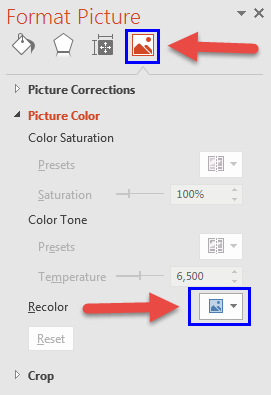 Format Picture
Picture Corrections
Picture Color
Color Saturation
Presets
Saturation 100%
Color Tone
Presets
Temperature 6,500
Recolor
Reset
Crop